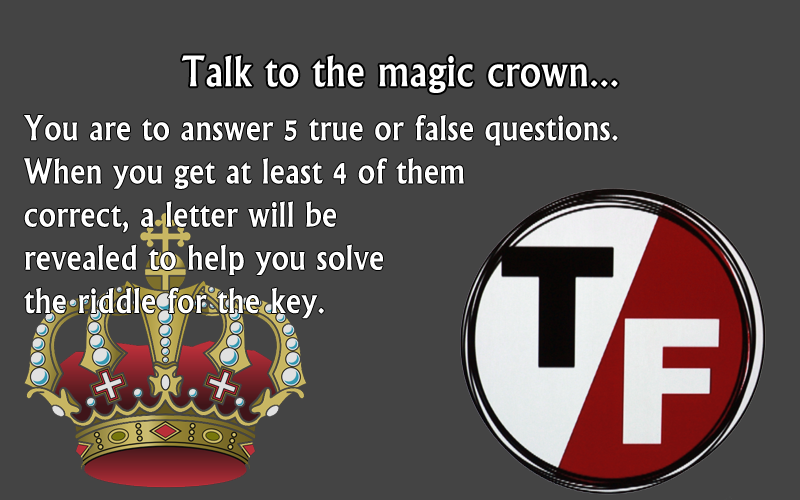 Talk to the magic crown...
You are to answer 5 true or false questions.
When you get at least 4 of them
correct, a letter will be
revealed to help you solve
the riddle for the key.
T/F